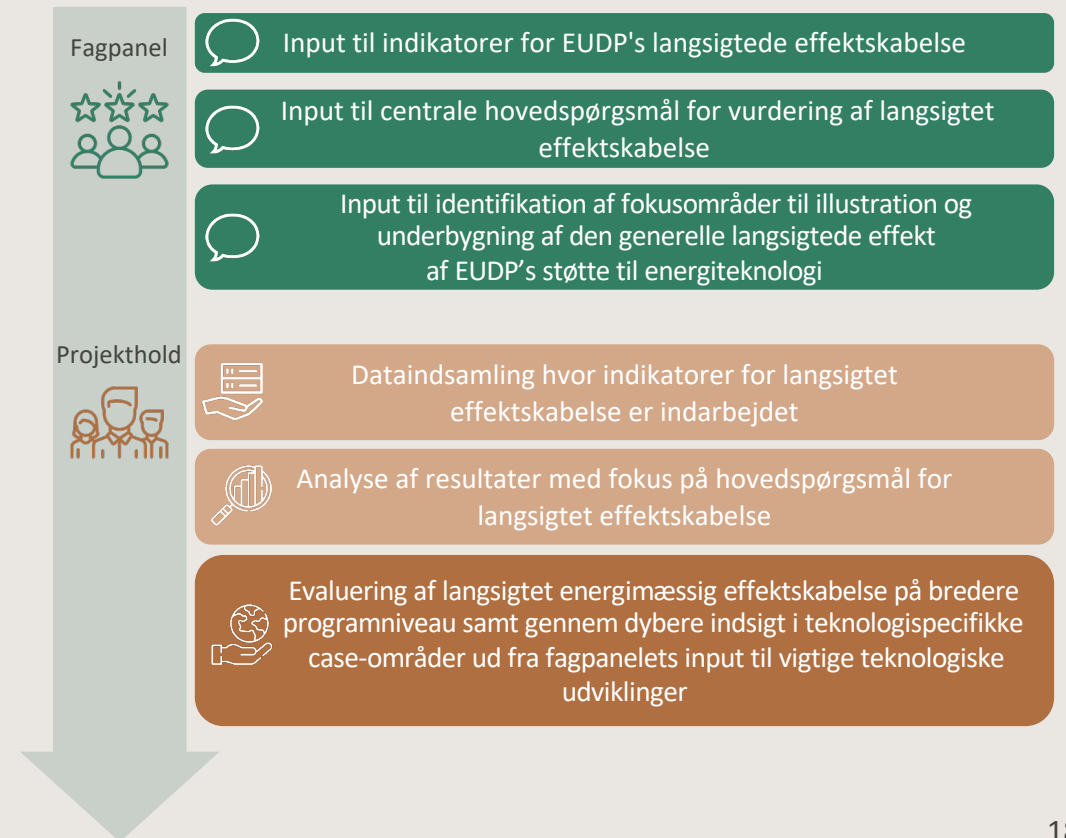 Fagpanel
Input til indikatorer for EUDP's langsigtede effektskabelse
Input til centrale hovedspørgsmål for vurdering af langsigtet
effektskabelse
Input til identifikation af fokusområder til illustration og
underbygning af den generelle langsigtede effekt
af EUDP’s støtte til energiteknologi
Projekthold
Dataindsamling hvor indikatorer for langsigtet
effektskabelse er indarbejdet
Analyse af resultater med fokus på hovedspørgsmål for
langsigtet effektskabelse
Evaluering af langsigtet energimæssig effektskabelse på bredere
programniveau samt gennem dybere indsigt i teknologispecifikke
case-områder ud fra fagpanelets input til vigtige teknologiske
udviklinger